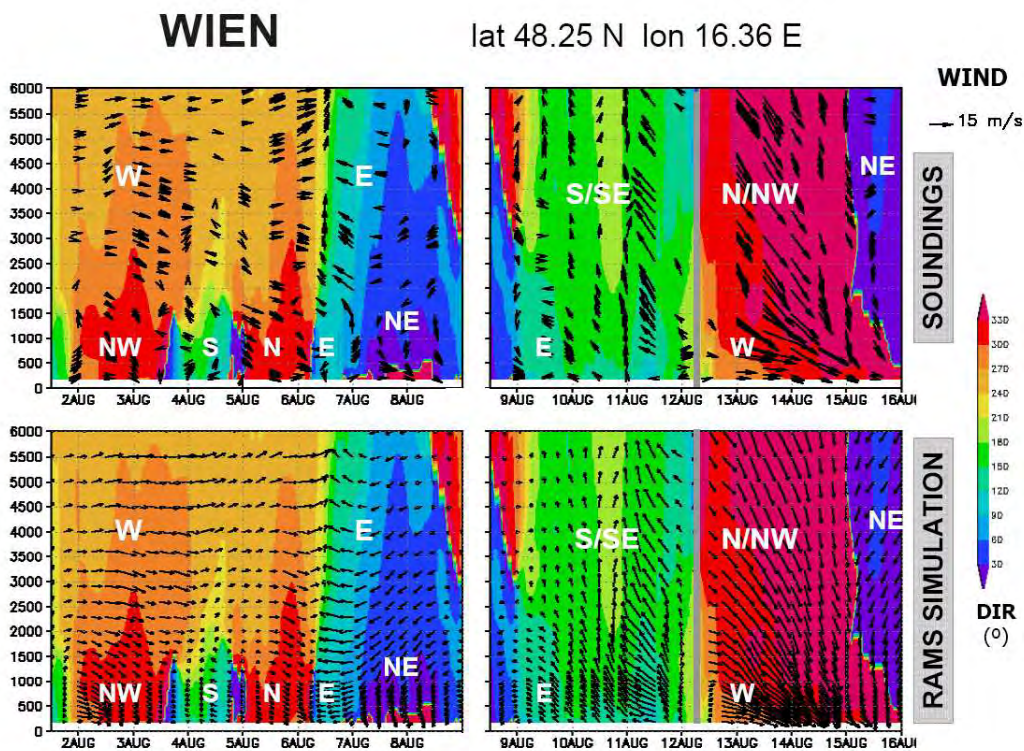 WIEN lat 48.25 N lon 16.36 E
WIND
15 m/s
SOUNDINGS
6000
5500
5000
4500
4000
3500
3000
2500
2000
1500
1000
500
0
W
E
NW
S
N
E
NE
2AUG 3AUG 4AUG 5AUG 6AUG 7AUG 8AUG
S/SE
N/NW
NE
E
W
9AUG 10AUG 11AUG 12AUG 13AUG 14AUG 15AUG 16AU
330
300
270
240
210
180
150
120
90
60
30
DIR
(º)
RAMS SIMULATION
6000
5500
5000
4500
4000
3500
3000
2500
2000
1500
1000
500
0
W
E
NW
S
N
E
NE
2AUG 3AUG 4AUG 5AUG 6AUG 7AUG 8AUG
S/SE
N/NW
NE
E
W
9AUG 10AUG 11AUG 12AUG 13AUG 14AUG 15AUG 16AU